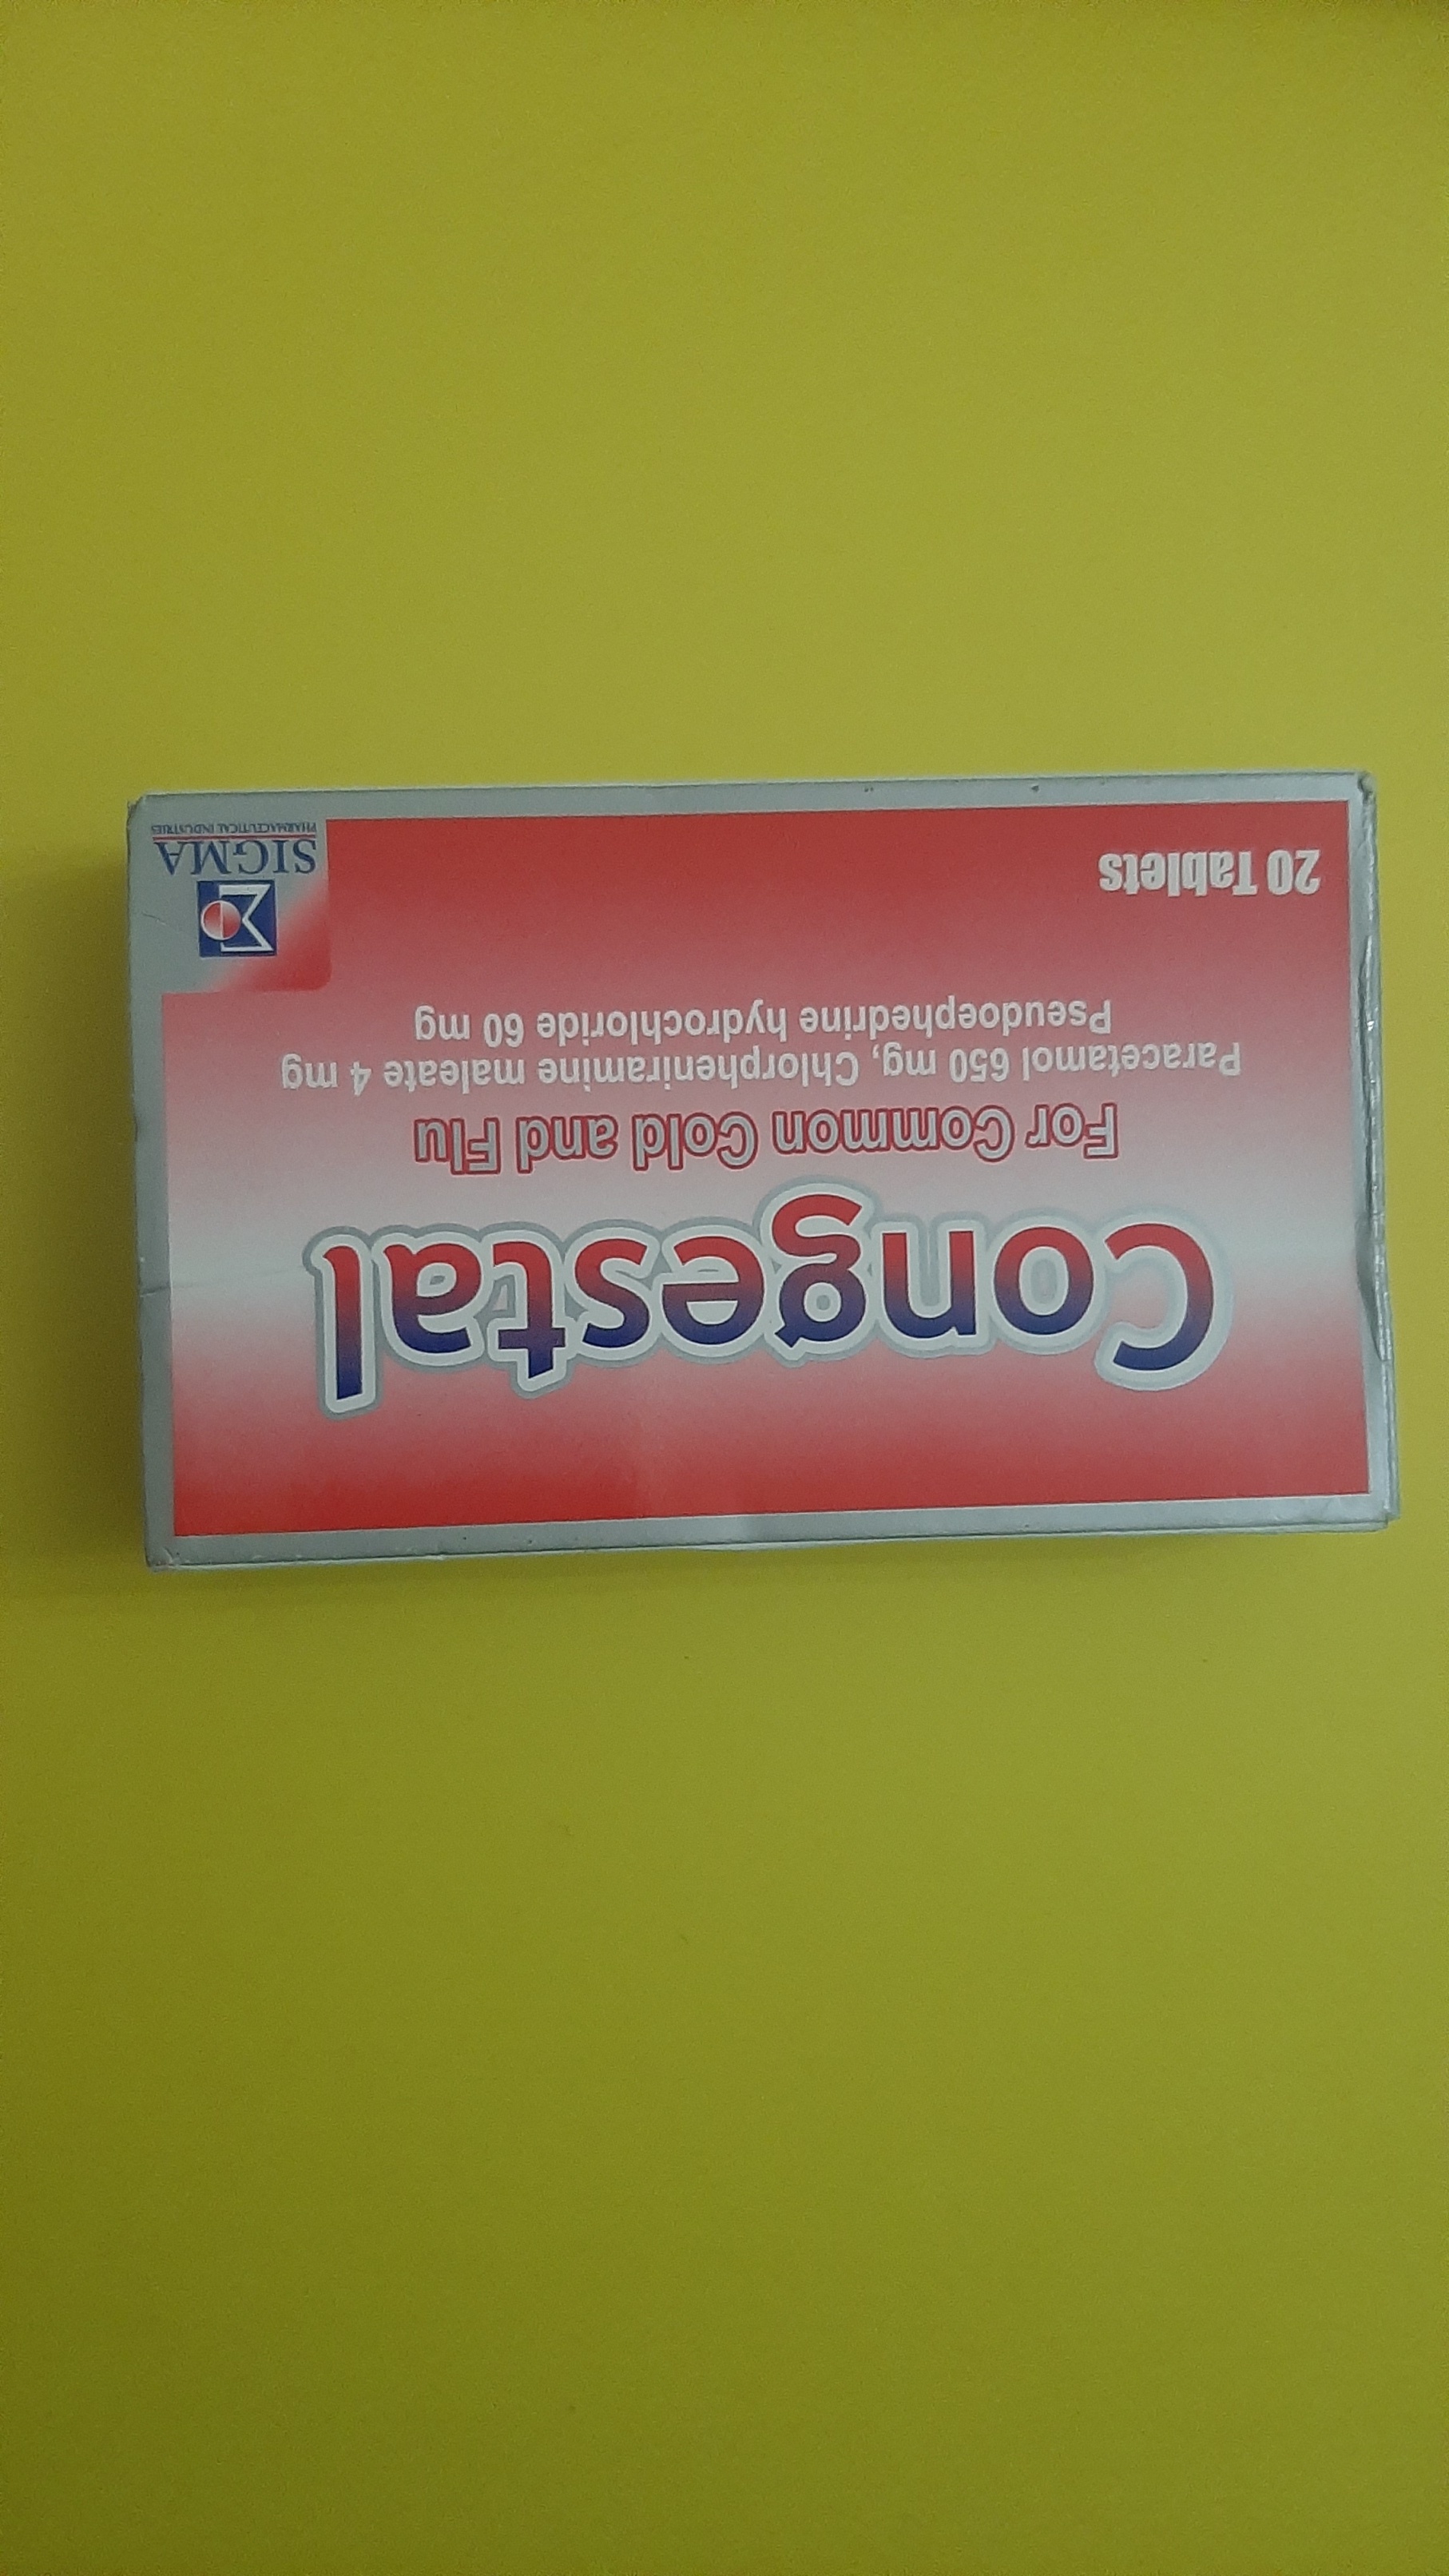 Congestal
For Common Cold and Flu
Paracetamol 650 mg, Chlorpheniramine maleate 4 mg
Pseudoephedrine hydrochloride 60 mg
20 Tablets
SIGMA
PHARMACEUTICAL INDUSTRIES